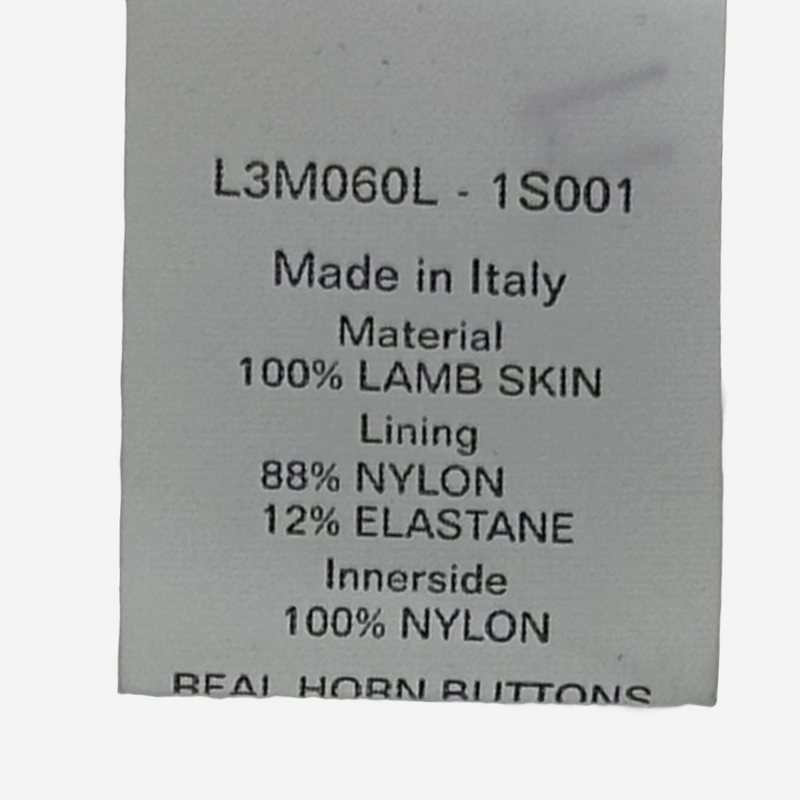 L3M060L - 1S001
Made in Italy
Material
100% LAMB SKIN
Lining
88% NYLON
12% ELASTANE
Innerside
100% NYLON
REAL HORN BUTTONS